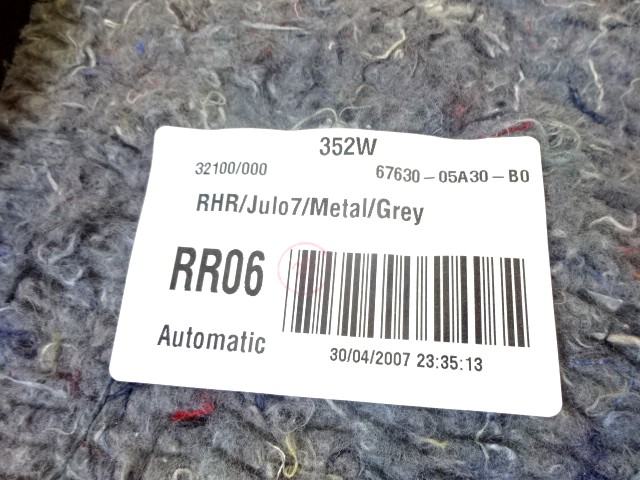 352W
32100/000 67630-05A30-B0
RHR/Julo7/Metal/Grey
RR06
Automatic
30/04/2007 23:35:13